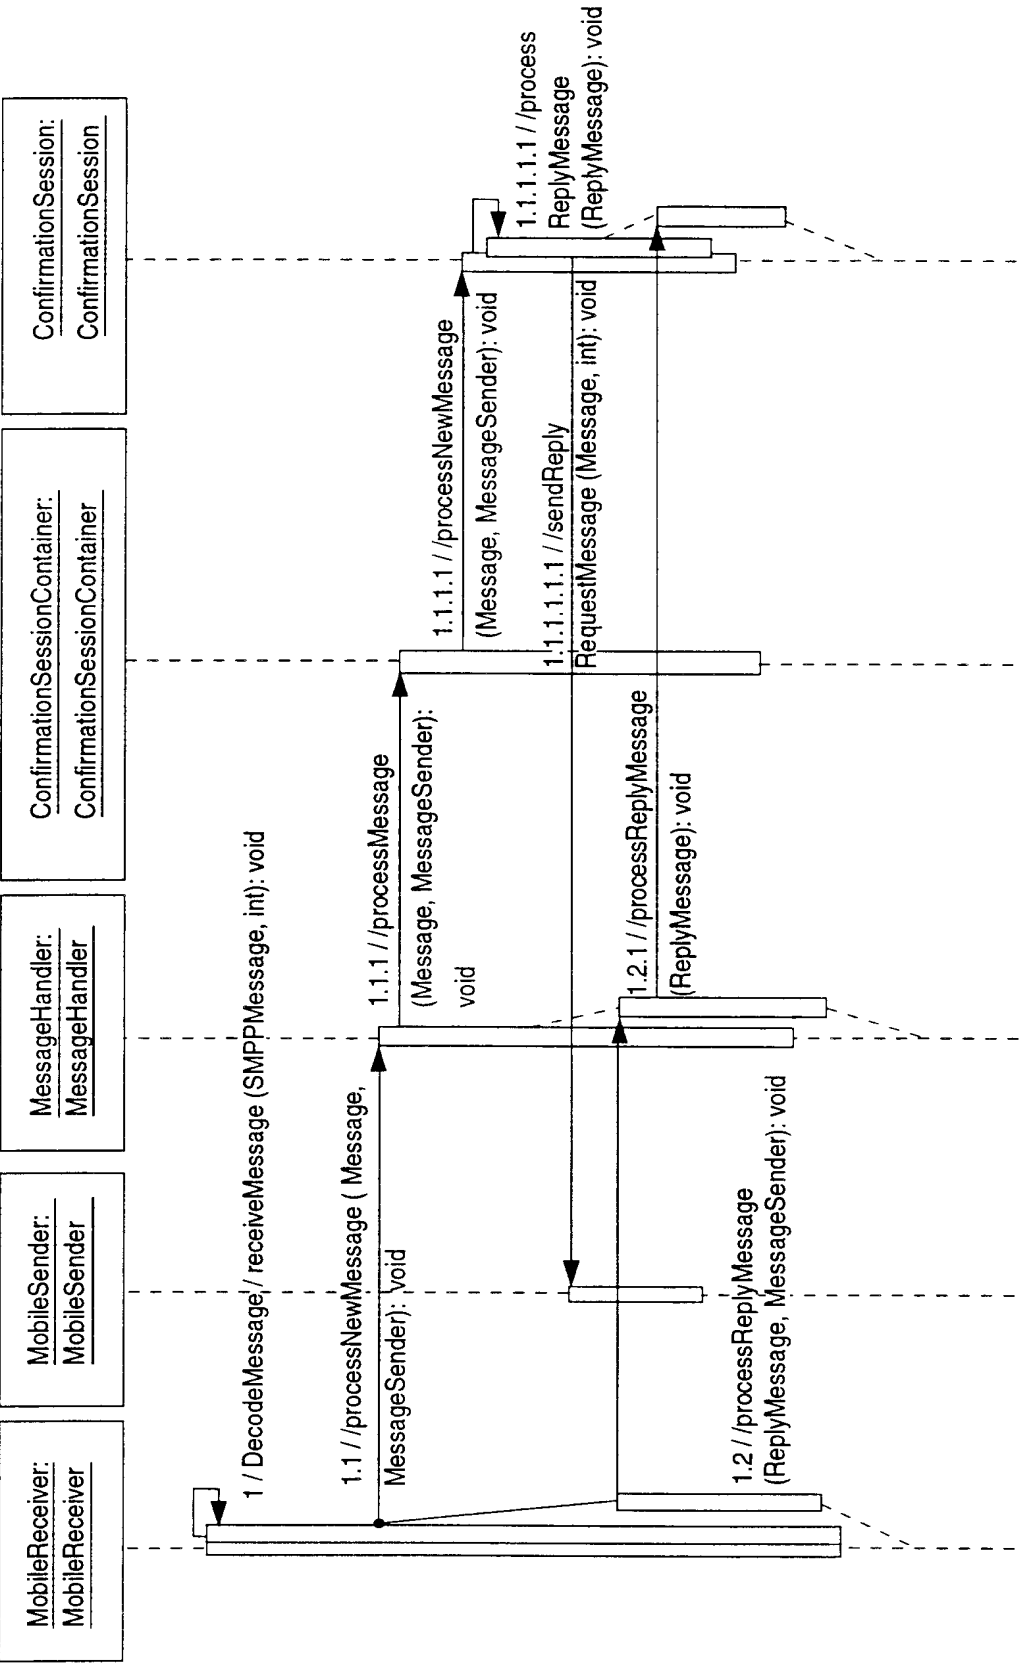 MobileReceiver:
MobileReceiver
MobileSender:
MobileSender
MessageHandler:
MessageHandler
ConfirmationSessionContainer:
ConfirmationSessionContainer
ConfirmationSession:
ConfirmationSession
1 / DecodeMessage / receiveMessage (SMPPMessage, int): void
1.1 / /processNewMessage ( Message,
MessageSender): void
1.1.1 / /processMessage
(Message, MessageSender):
void
1.1.1.1 / /processNewMessage
(Message, MessageSender): void
1.1.1.1.1 / /process
ReplyMessage
(ReplyMessage): void
1.1.1.1.1.1 / /sendReply
RequestMessage (Message, int): void
1.2.1 / /processReplyMessage
(ReplyMessage): void
1.2 / /processReplyMessage
(ReplyMessage, MessageSender): void